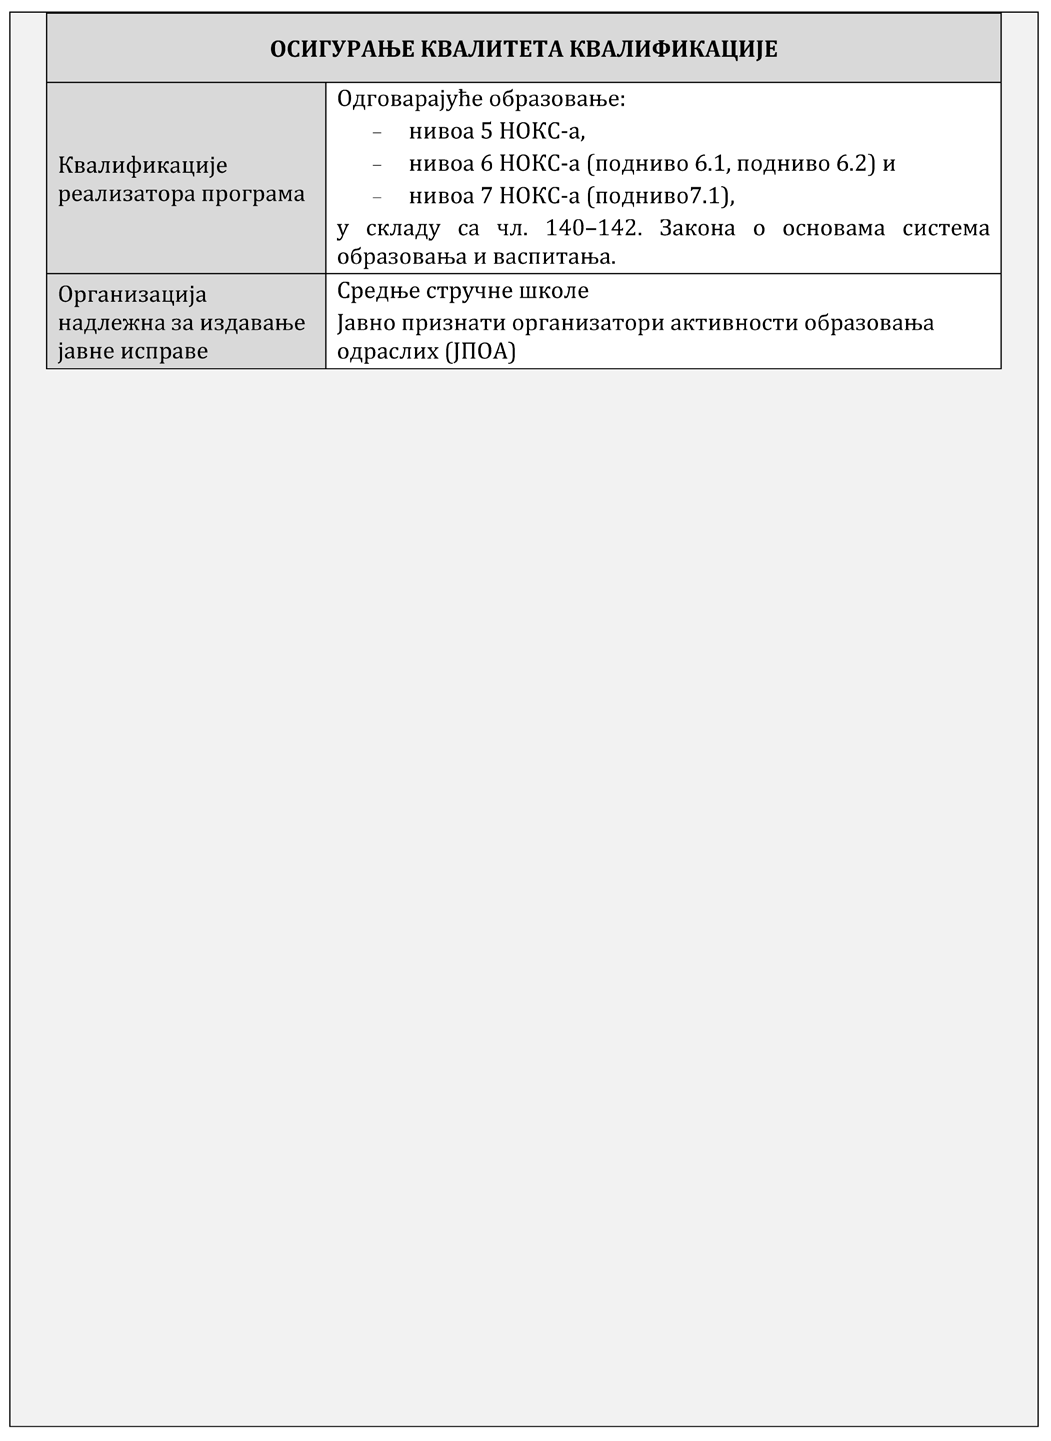 ОСИГУРАЊЕ КВАЛИТЕТА КВАЛИФИКАЦИЈЕ
Квалификације
реализатора програма
Одговарајуће образовање:
– нивоа 5 НОКС-а,
– нивоа 6 НОКС-а (поднивo 6.1, подниво 6.2) и
– нивоа 7 НОКС-а (подниво7.1),
у складу са чл. 140–142. Закона о основама система
образовања и васпитања.
Организација
надлежна за издавање
јавне исправе
Средње стручне школе
Јавно признати организатори активности образовања
одраслих (ЈПОА)